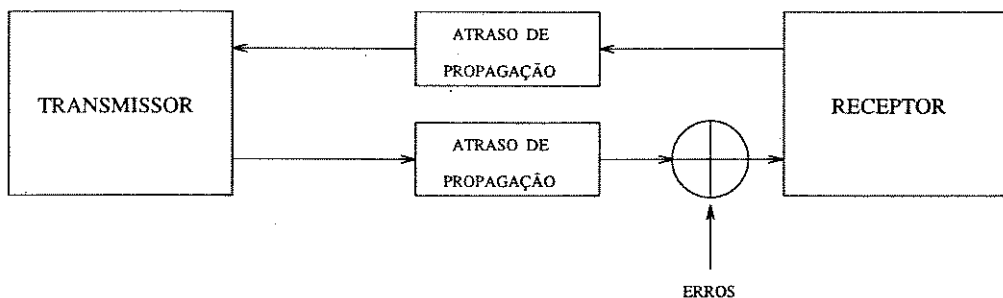 ATRASO DE
PROPAGAÇÃO
TRANSMISSOR
RECEPTOR
ATRASO DE
PROPAGAÇÃO
ERROS